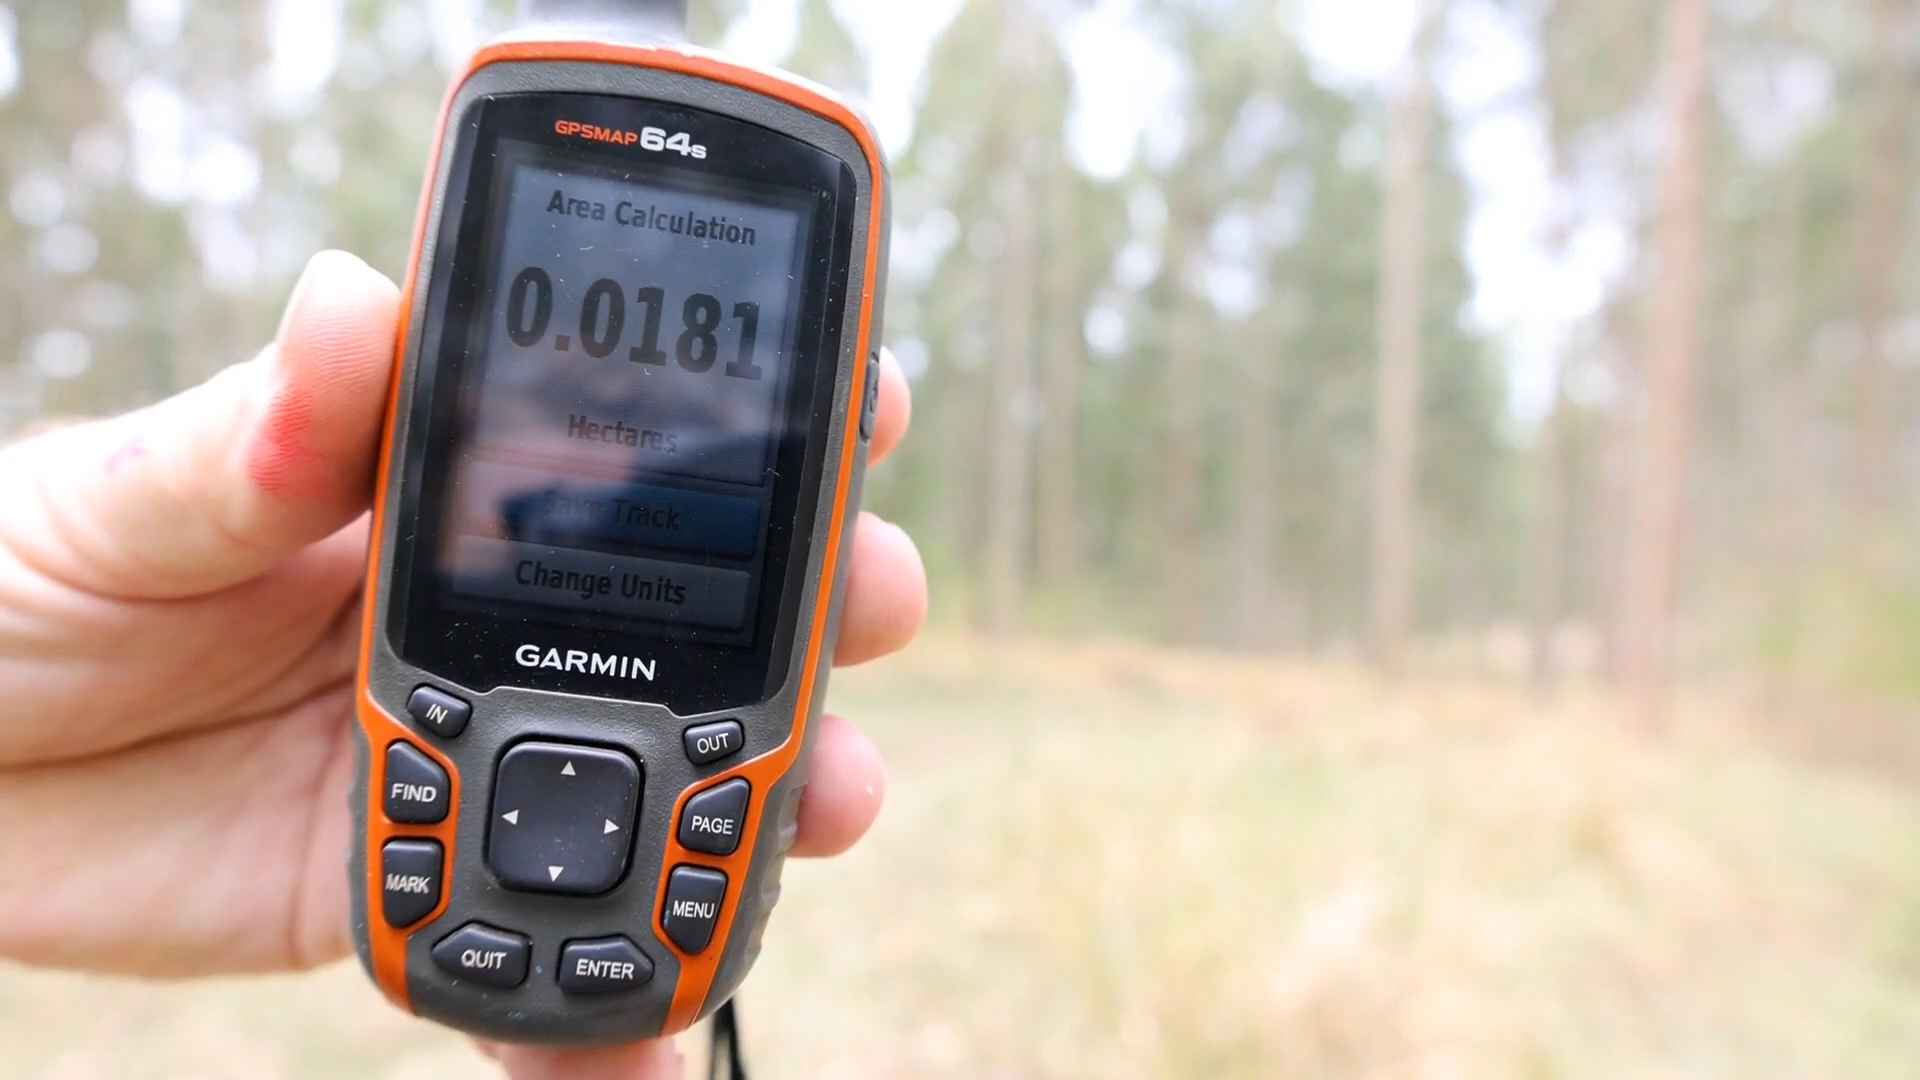 GPSMAP 64s
Area Calculation
0.0181
Hectares
Save Track
Change Units
GARMIN
IN
OUT
FIND
PAGE
MARK
MENU
QUIT
ENTER